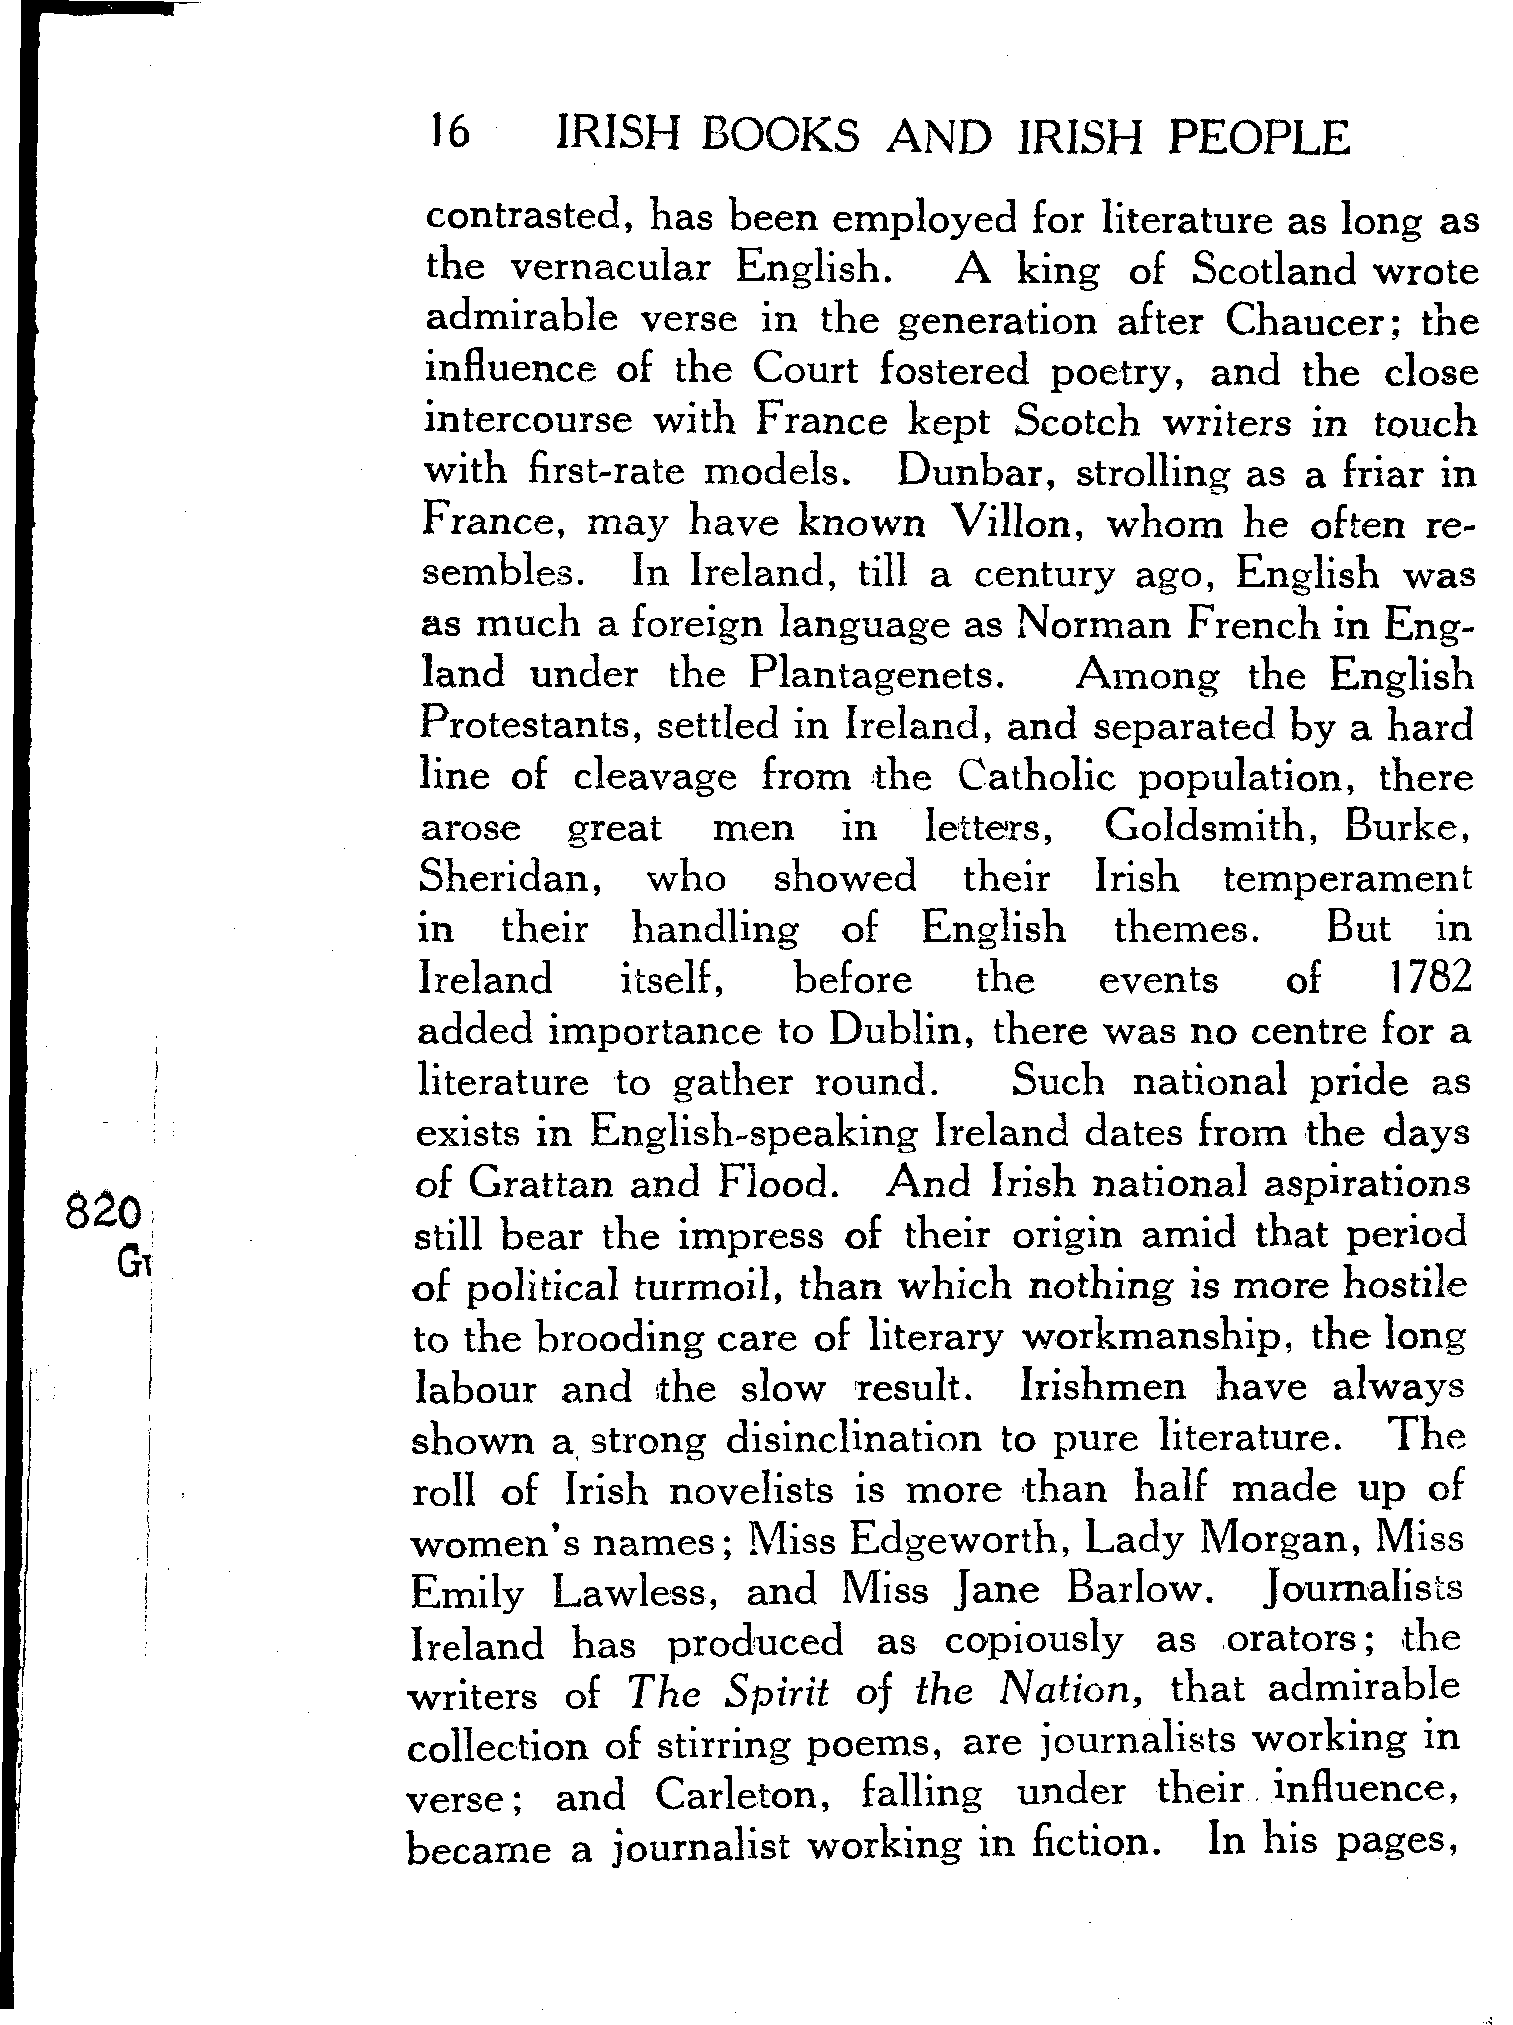 16 IRISH BOOKS AND IRISH PEOPLE
contrasted, has been employed for literature as long as
the vernacular English. A king of Scotland wrote
admirable verse in the generation after Chaucer; the
influence of the Court fostered poetry, and the close
intercourse with France kept Scotch writers in touch
with first-rate models. Dunbar, strolling as a friar in
France, may have known Villon, whom he often re-
sembles. In Ireland, till a century ago, English was
as much a foreign language as Norman French in Eng-
land under the Plantagenets. Among the English
Protestants, settled in Ireland, and separated by a hard
line of cleavage from the Catholic population, there
arose great men in letters, Goldsmith, Burke,
Sheridan, who showed their Irish temperament
in their handling of English themes. But in
Ireland itself, before the events of 1782
added importance to Dublin, there was no centre for a
literature to gather round. Such national pride as
exists in English-speaking Ireland dates from the days
of Grattan and Flood. And Irish national aspirations
still bear the impress of their origin amid that period
of political turmoil, than which nothing is more hostile
to the brooding care of literary workmanship, the long
labour and the slow result. Irishmen have always
shown a strong disinclination to pure literature. The
roll of Irish novelists is more than half made up of
women's names; Miss Edgeworth, Lady Morgan, Miss
Emily Lawless, and Miss Jane Barlow. Journalists
Ireland has produced as copiously as orators; the
writers of The Spirit of the Nation, that admirable
collection of stirring poems, are journalists working in
verse; and Carleton, falling under their influence,
became a journalist working in fiction. In his pages,
820